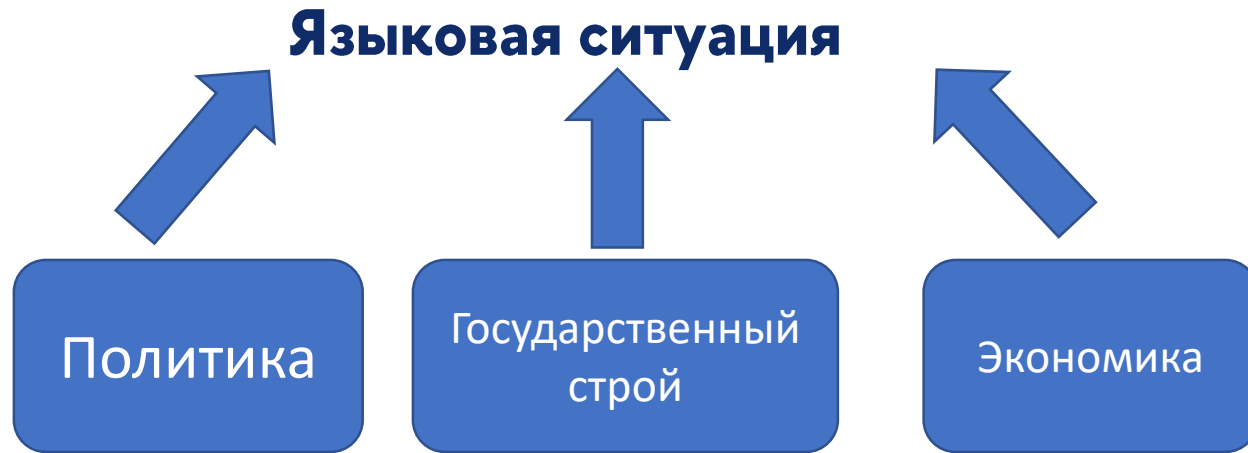 Языковая ситуация
Политика
Государственный
строй
Экономика